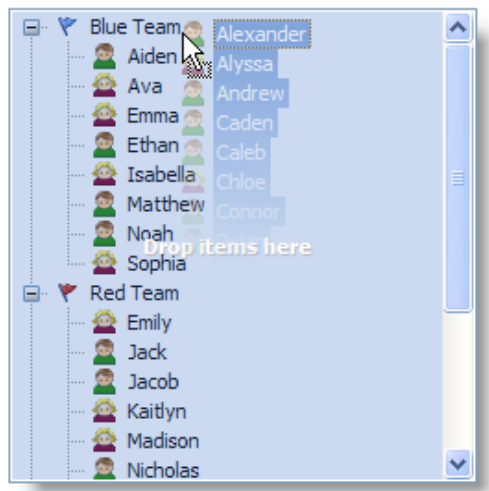 Blue Team
Alexander
Aiden
Alyssa
Ava
Andrew
Emma
Caden
Ethan
Caleb
Isabella
Chloe
Matthew
Connor
Noah
Drop items here
Sophia
Red Team
Emily
Jack
Jacob
Kaitlyn
Madison
Nicholas